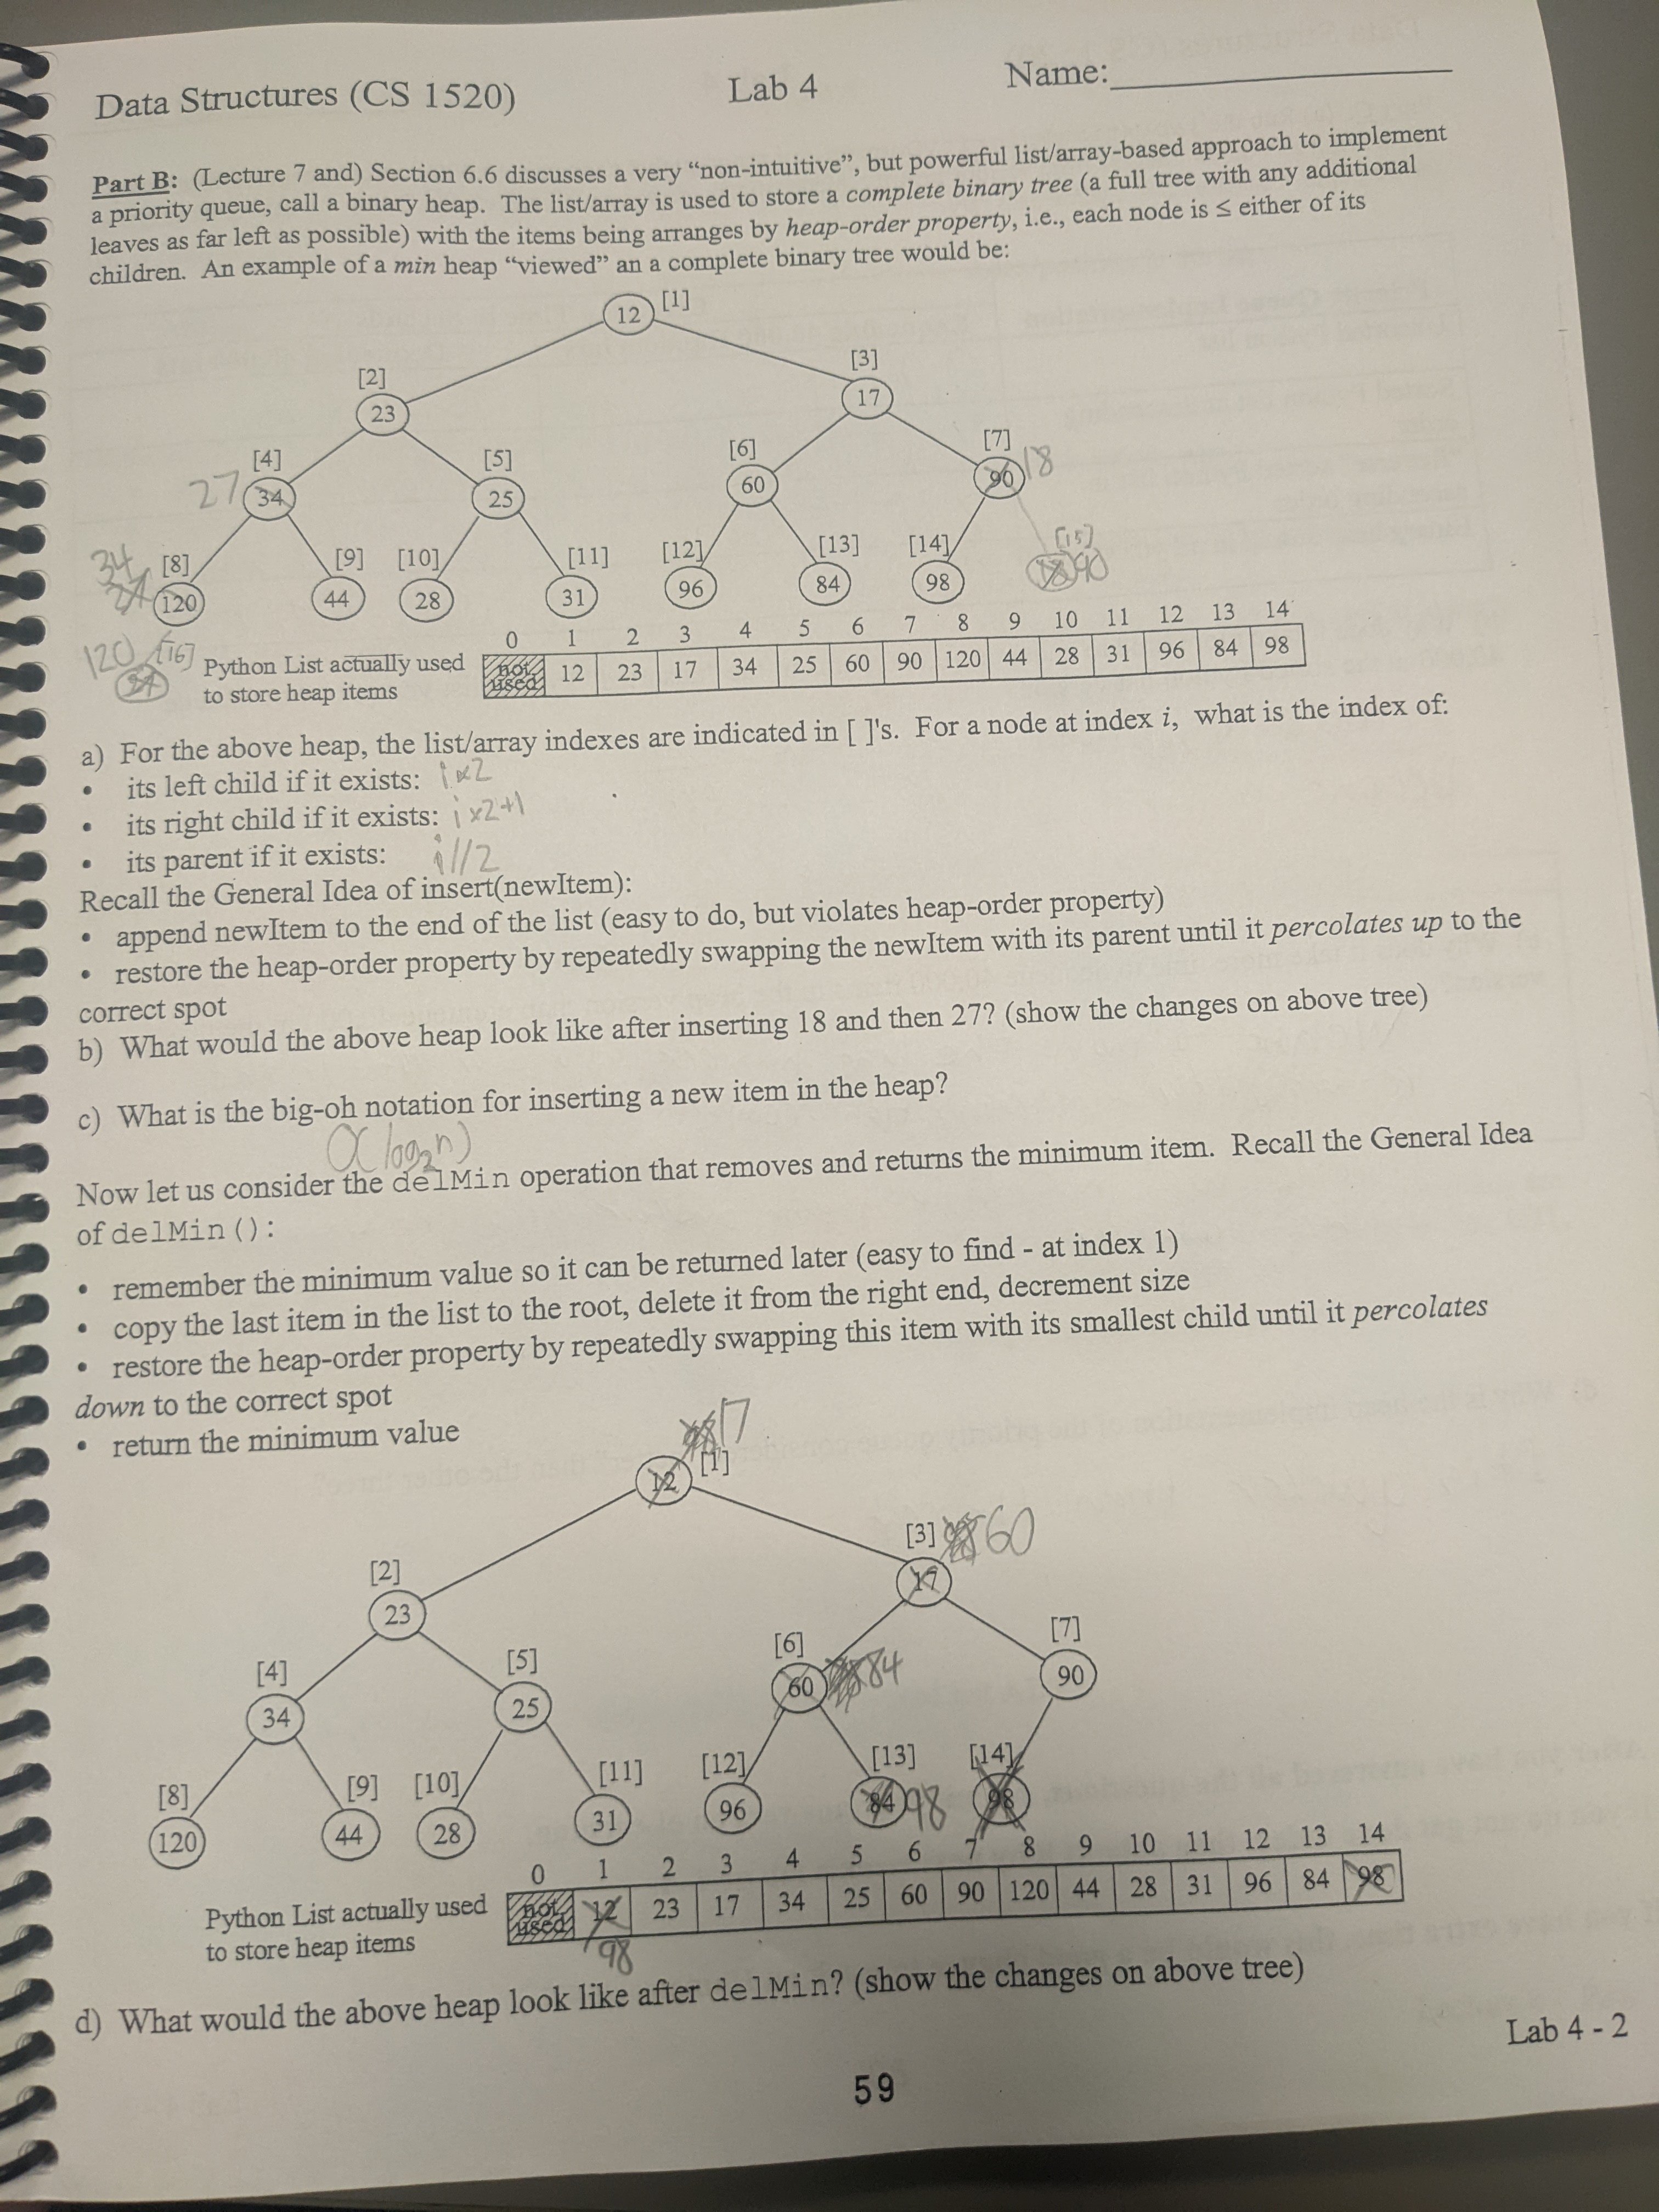 Data Structures (CS 1520) Lab 4 Name:
Part B: (Lecture 7 and) Section 6.6 discusses a very “non-intuitive”, but powerful list/array-based approach to implement
a priority queue, call a binary heap. The list/array is used to store a complete binary tree (a full tree with any additional
leaves as far left as possible) with the items being arranges by heap-order property, i.e., each node is ≤ either of its
children. An example of a min heap “viewed” an a complete binary tree would be:
12 [1]
[2] [3]
23 17
[4] [5] [6] [7]
27 34 25 60 90 18
[8] [9] [10] [11] [12] [13] [14] [15]
34 27 120 44 28 31 96 84 98 18 90
120 [16] 27
0 1 2 3 4 5 6 7 8 9 10 11 12 13 14
Python List actually used
to store heap items
not used 12 23 17 34 25 60 90 120 44 28 31 96 84 98
a) For the above heap, the list/array indexes are indicated in [ ]'s. For a node at index i, what is the index of:
• its left child if it exists: i×2
• its right child if it exists: i×2+1
• its parent if it exists: i//2
Recall the General Idea of insert(newItem):
• append newItem to the end of the list (easy to do, but violates heap-order property)
• restore the heap-order property by repeatedly swapping the newItem with its parent until it percolates up to the
correct spot
b) What would the above heap look like after inserting 18 and then 27? (show the changes on above tree)
c) What is the big-oh notation for inserting a new item in the heap?
O(log₂n)
Now let us consider the delMin operation that removes and returns the minimum item. Recall the General Idea
of delMin():
• remember the minimum value so it can be returned later (easy to find - at index 1)
• copy the last item in the list to the root, delete it from the right end, decrement size
• restore the heap-order property by repeatedly swapping this item with its smallest child until it percolates
down to the correct spot
• return the minimum value
98 17
12 [1]
[3] 60
[2] 17
23
[4] [5] [6] [7]
34 25 60 84 90
[8] [9] [10] [11] [12] [13] [14]
120 44 28 31 96 84 98 98
0 1 2 3 4 5 6 7 8 9 10 11 12 13 14
Python List actually used
to store heap items
not used 12 23 17 34 25 60 90 120 44 28 31 96 84 98
98
d) What would the above heap look like after delMin? (show the changes on above tree)
Lab 4 - 2
59